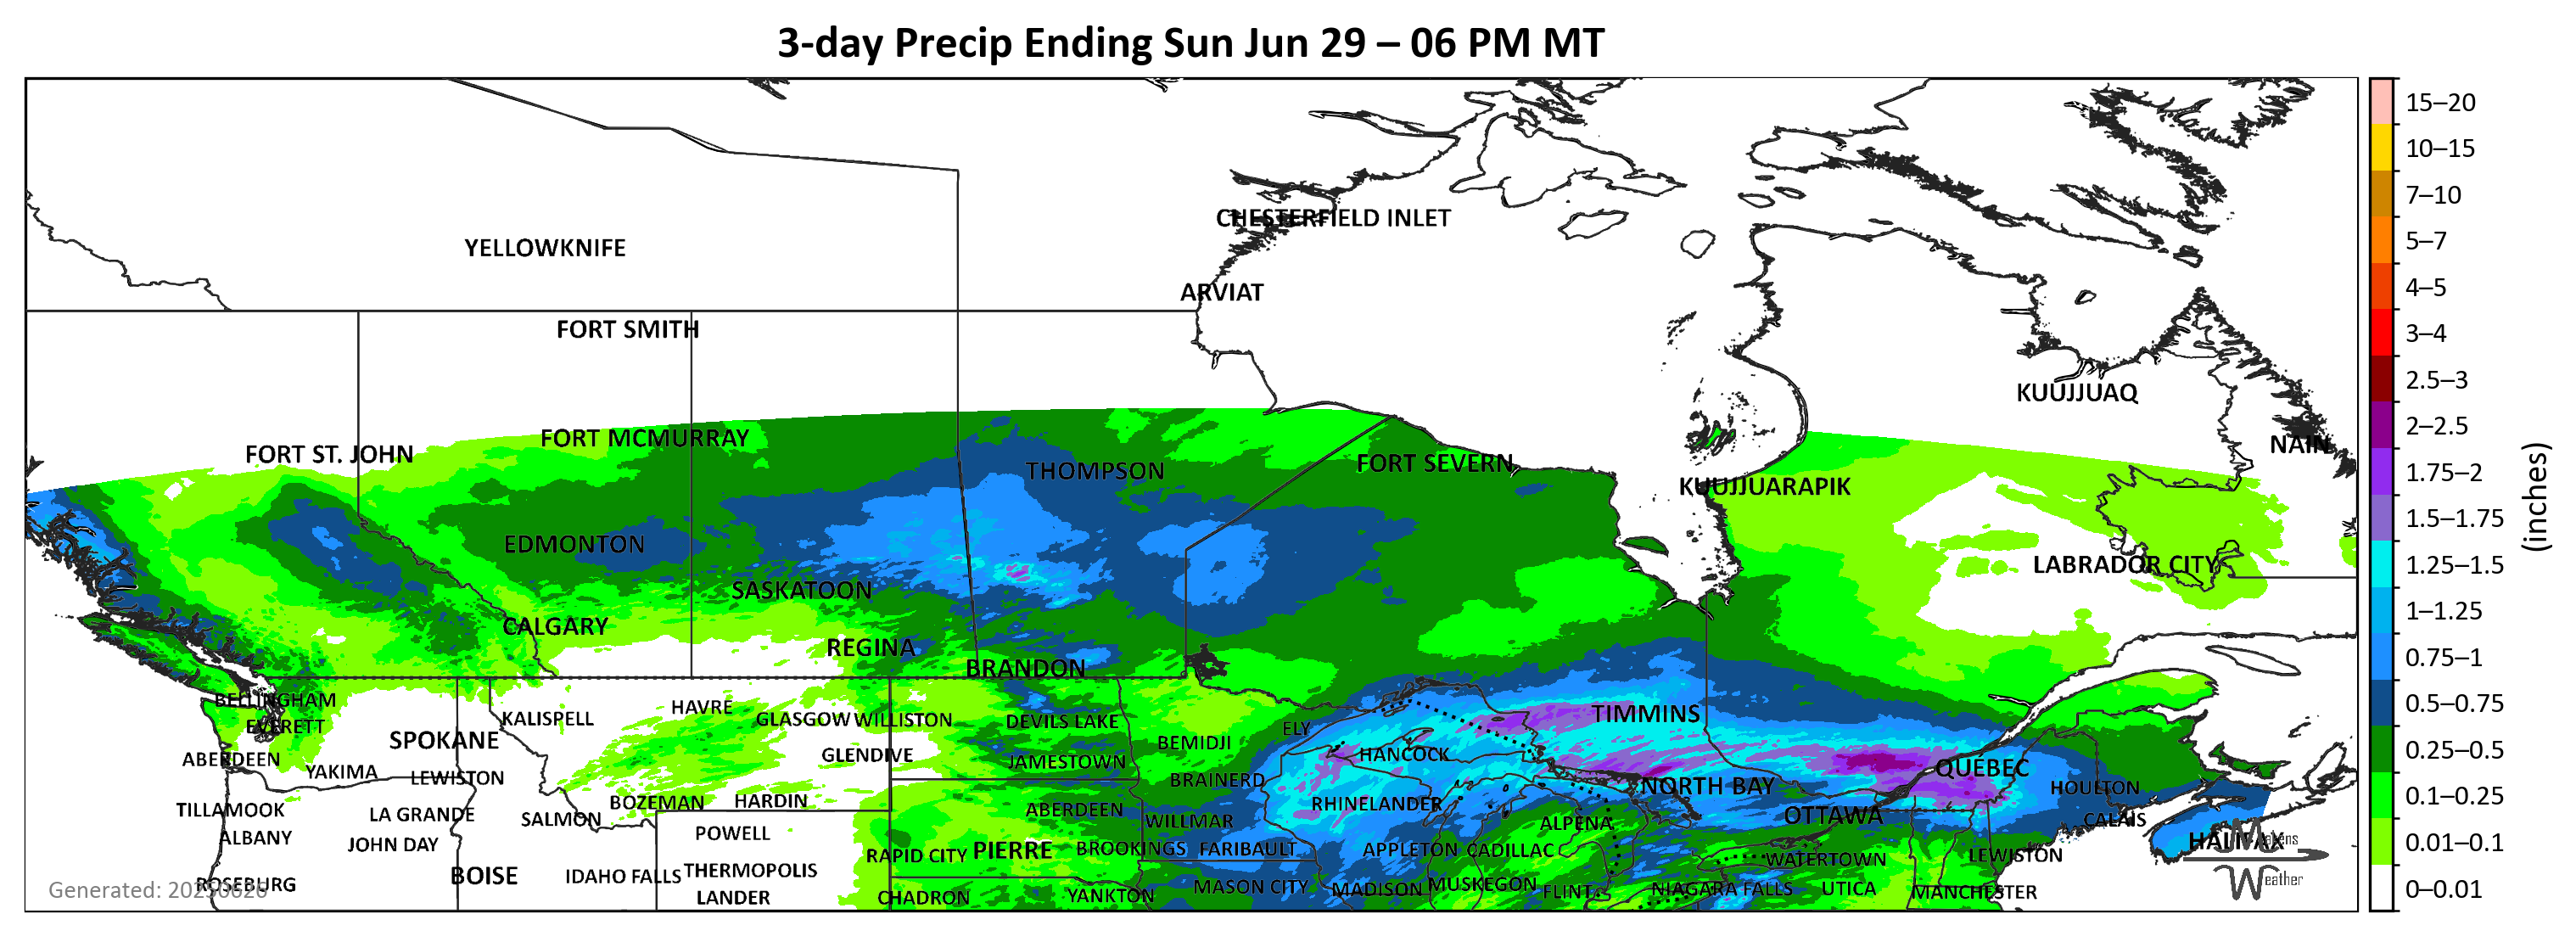 3-day Precip Ending Sun Jun 29 – 06 PM MT
15–20
10–15
7–10
5–7
4–5
3–4
2.5–3
2–2.5
1.75–2
1.5–1.75
1.25–1.5
1–1.25
0.75–1
0.5–0.75
0.25–0.5
0.1–0.25
0.01–0.1
0–0.01
(inches)
CHESTERFIELD INLET
YELLOWKNIFE
ARVIAT
FORT SMITH
KUUJJUAQ
FORT MCMURRAY
NAIN
FORT ST. JOHN
FORT SEVERN
THOMPSON
KUUJJUARAPIK
EDMONTON
LABRADOR CITY
SASKATOON
CALGARY
REGINA
BRANDON
BELLINGHAM
HAVRE
TIMMINS
KALISPELL
GLASGOW
WILLISTON
DEVILS LAKE
EVERETT
ELY
SPOKANE
BEMIDJI
GLENDIVE
HANCOCK
ABERDEEN
JAMESTOWN
QUÉBEC
YAKIMA
LEWISTON
BRAINERD
NORTH BAY
HOULTON
BOZEMAN
HARDIN
RHINELANDER
TILLAMOOK
LA GRANDE
ABERDEEN
OTTAWA
SALMON
WILLMAR
ALPENA
CALAIS
ALBANY
POWELL
HALIFAX
JOHN DAY
PIERRE
BROOKINGS
FARIBAULT
APPLETON
CADILLAC
RAPID CITY
WATERTOWN
LEWISTON
BOISE
IDAHO FALLS
THERMOPOLIS
ROSEBURG
MASON CITY
MADISON
MUSKEGON
FLINT
NIAGARA FALLS
UTICA
MANCHESTER
LANDER
CHADRON
YANKTON
Makens
Weather
Generated: 20250626